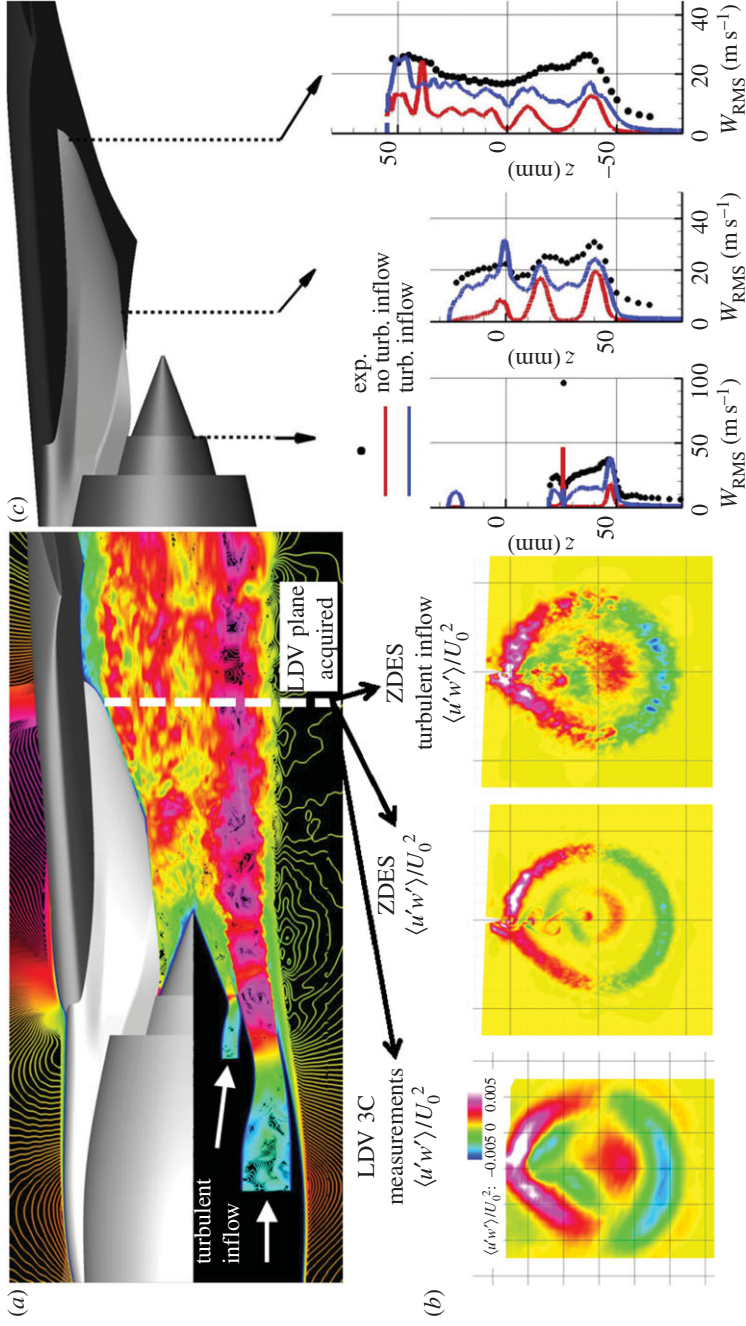 (a)
turbulent
inflow
LDV plane
acquired
(b)
LDV 3C
measurements
⟨u′w′⟩/U₀²
ZDES
⟨u′w′⟩/U₀²
ZDES
turbulent inflow
⟨u′w′⟩/U₀²
⟨u′w′⟩/U₀²: −0.005 0 0.005
(c)
exp.
no turb. inflow
turb. inflow
z (mm)
0
50
0 50 100
W_RMS (m s⁻¹)
z (mm)
0
50
0 20 40
W_RMS (m s⁻¹)
z (mm)
50
0
−50
0 20 40
W_RMS (m s⁻¹)